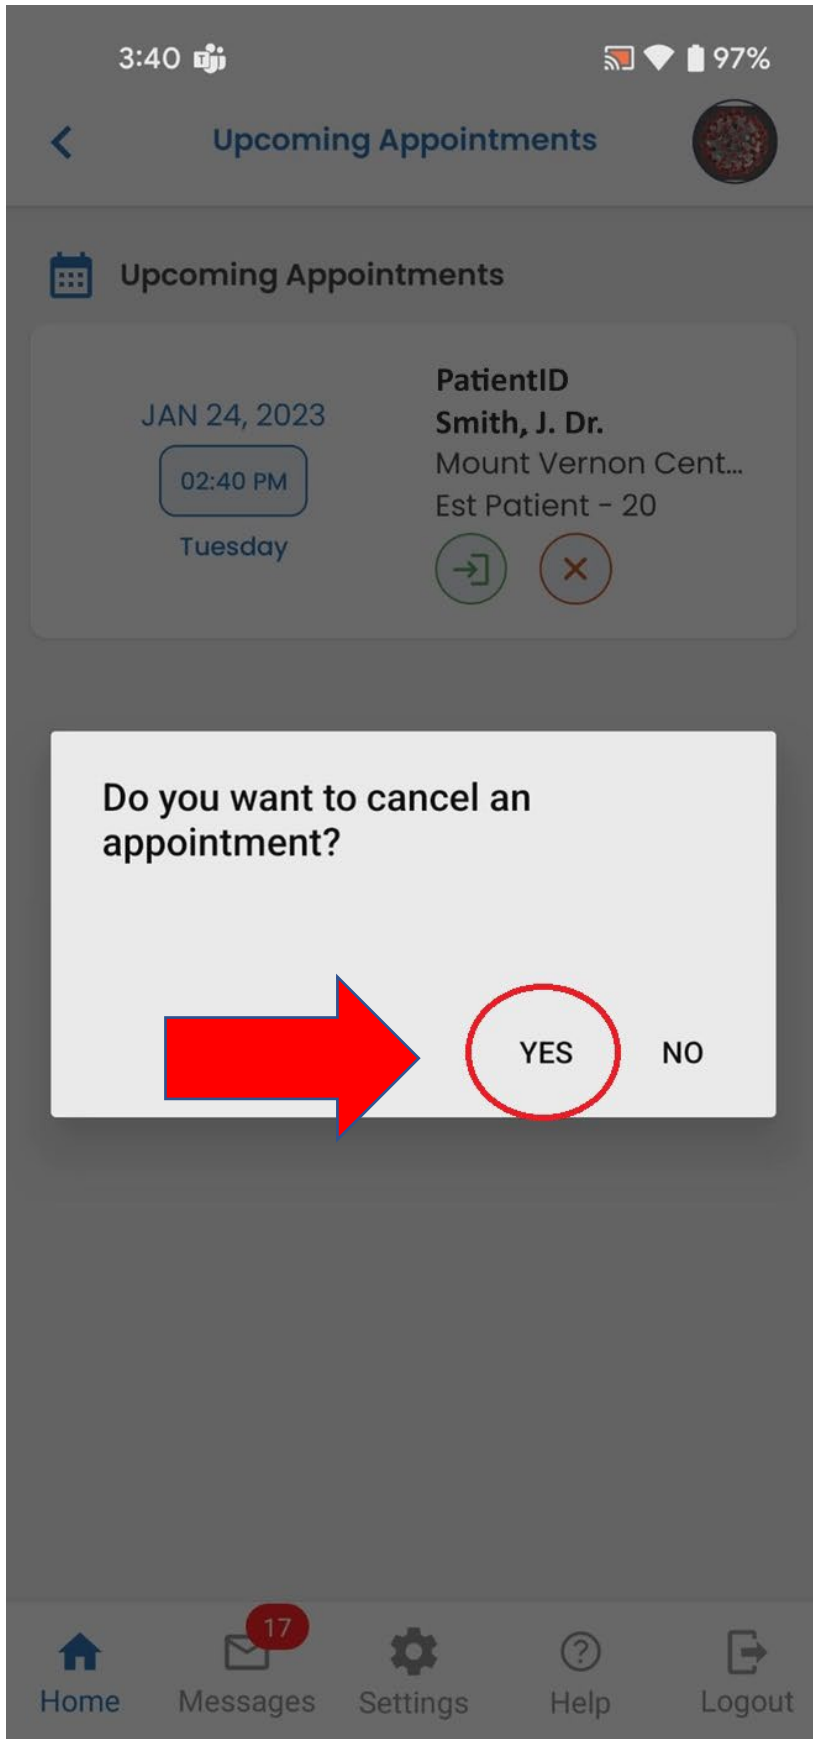 3:40
97%
Upcoming Appointments
Upcoming Appointments
JAN 24, 2023
02:40 PM
Tuesday
PatientID
Smith, J. Dr.
Mount Vernon Cent...
Est Patient - 20
Do you want to cancel an
appointment?
YES NO
17
Home Messages Settings Help Logout